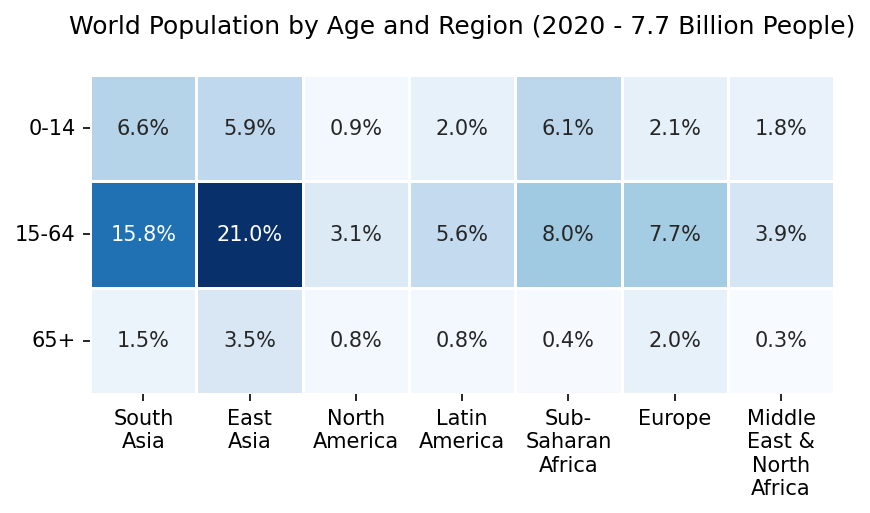 World Population by Age and Region (2020 - 7.7 Billion People)
0-14 6.6% 5.9% 0.9% 2.0% 6.1% 2.1% 1.8%
15-64 15.8% 21.0% 3.1% 5.6% 8.0% 7.7% 3.9%
65+ 1.5% 3.5% 0.8% 0.8% 0.4% 2.0% 0.3%
South
Asia
East
Asia
North
America
Latin
America
Sub-
Saharan
Africa
Europe
Middle
East &
North
Africa